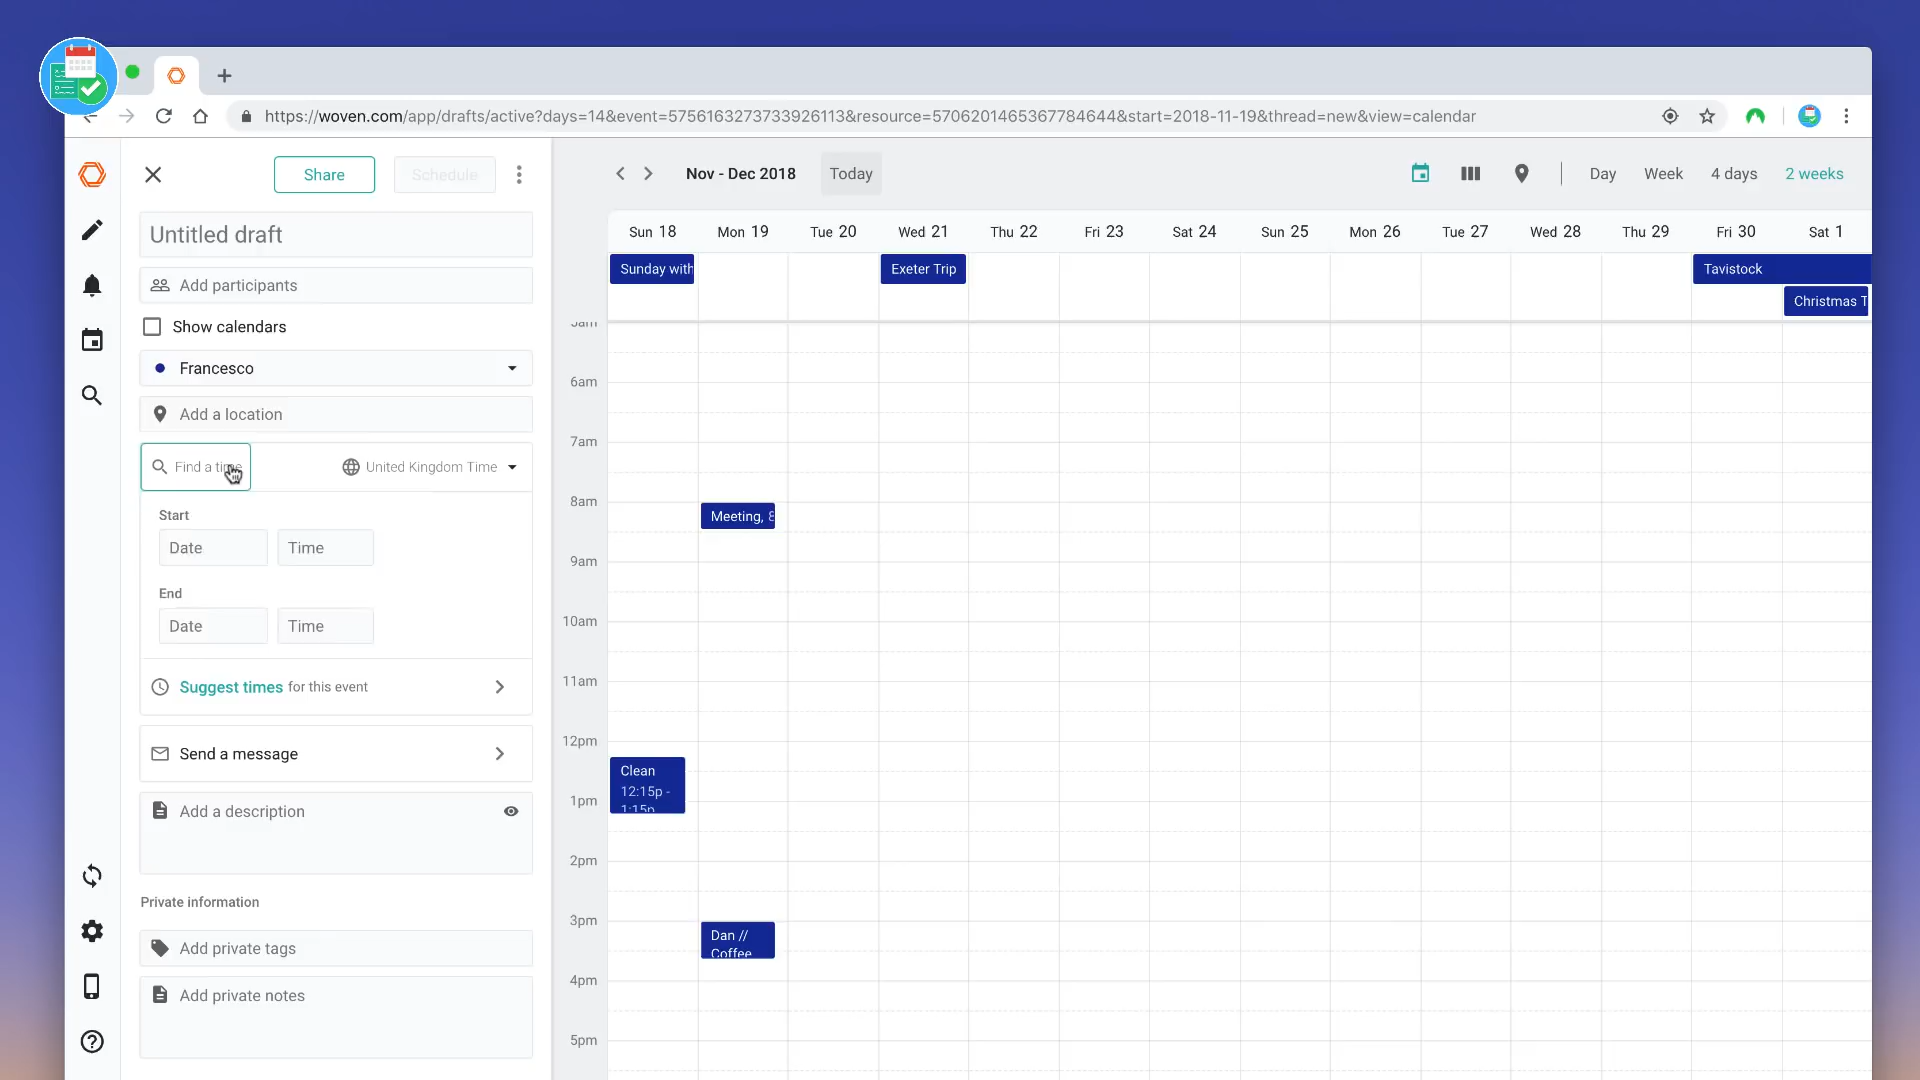 https://woven.com/app/drafts/active?days=14&event=5756163273733926113&resource=5706201465367784644&start=2018-11-19&thread=new&view=calendar
Share
Schedule
Nov - Dec 2018
Today
Day
Week
4 days
2 weeks
Untitled draft
Add participants
Show calendars
Francesco
Add a location
Find a time
United Kingdom Time
Start
Date
Time
End
Date
Time
Suggest times for this event
Send a message
Add a description
Private information
Add private tags
Add private notes
Sun 18
Mon 19
Tue 20
Wed 21
Thu 22
Fri 23
Sat 24
Sun 25
Mon 26
Tue 27
Wed 28
Thu 29
Fri 30
Sat 1
Sunday with
Exeter Trip
Tavistock
Christmas T
5am
6am
7am
8am
Meeting, 8
9am
10am
11am
12pm
Clean
12:15p -
1:15p
1pm
2pm
3pm
Dan //
Coffee
4pm
5pm